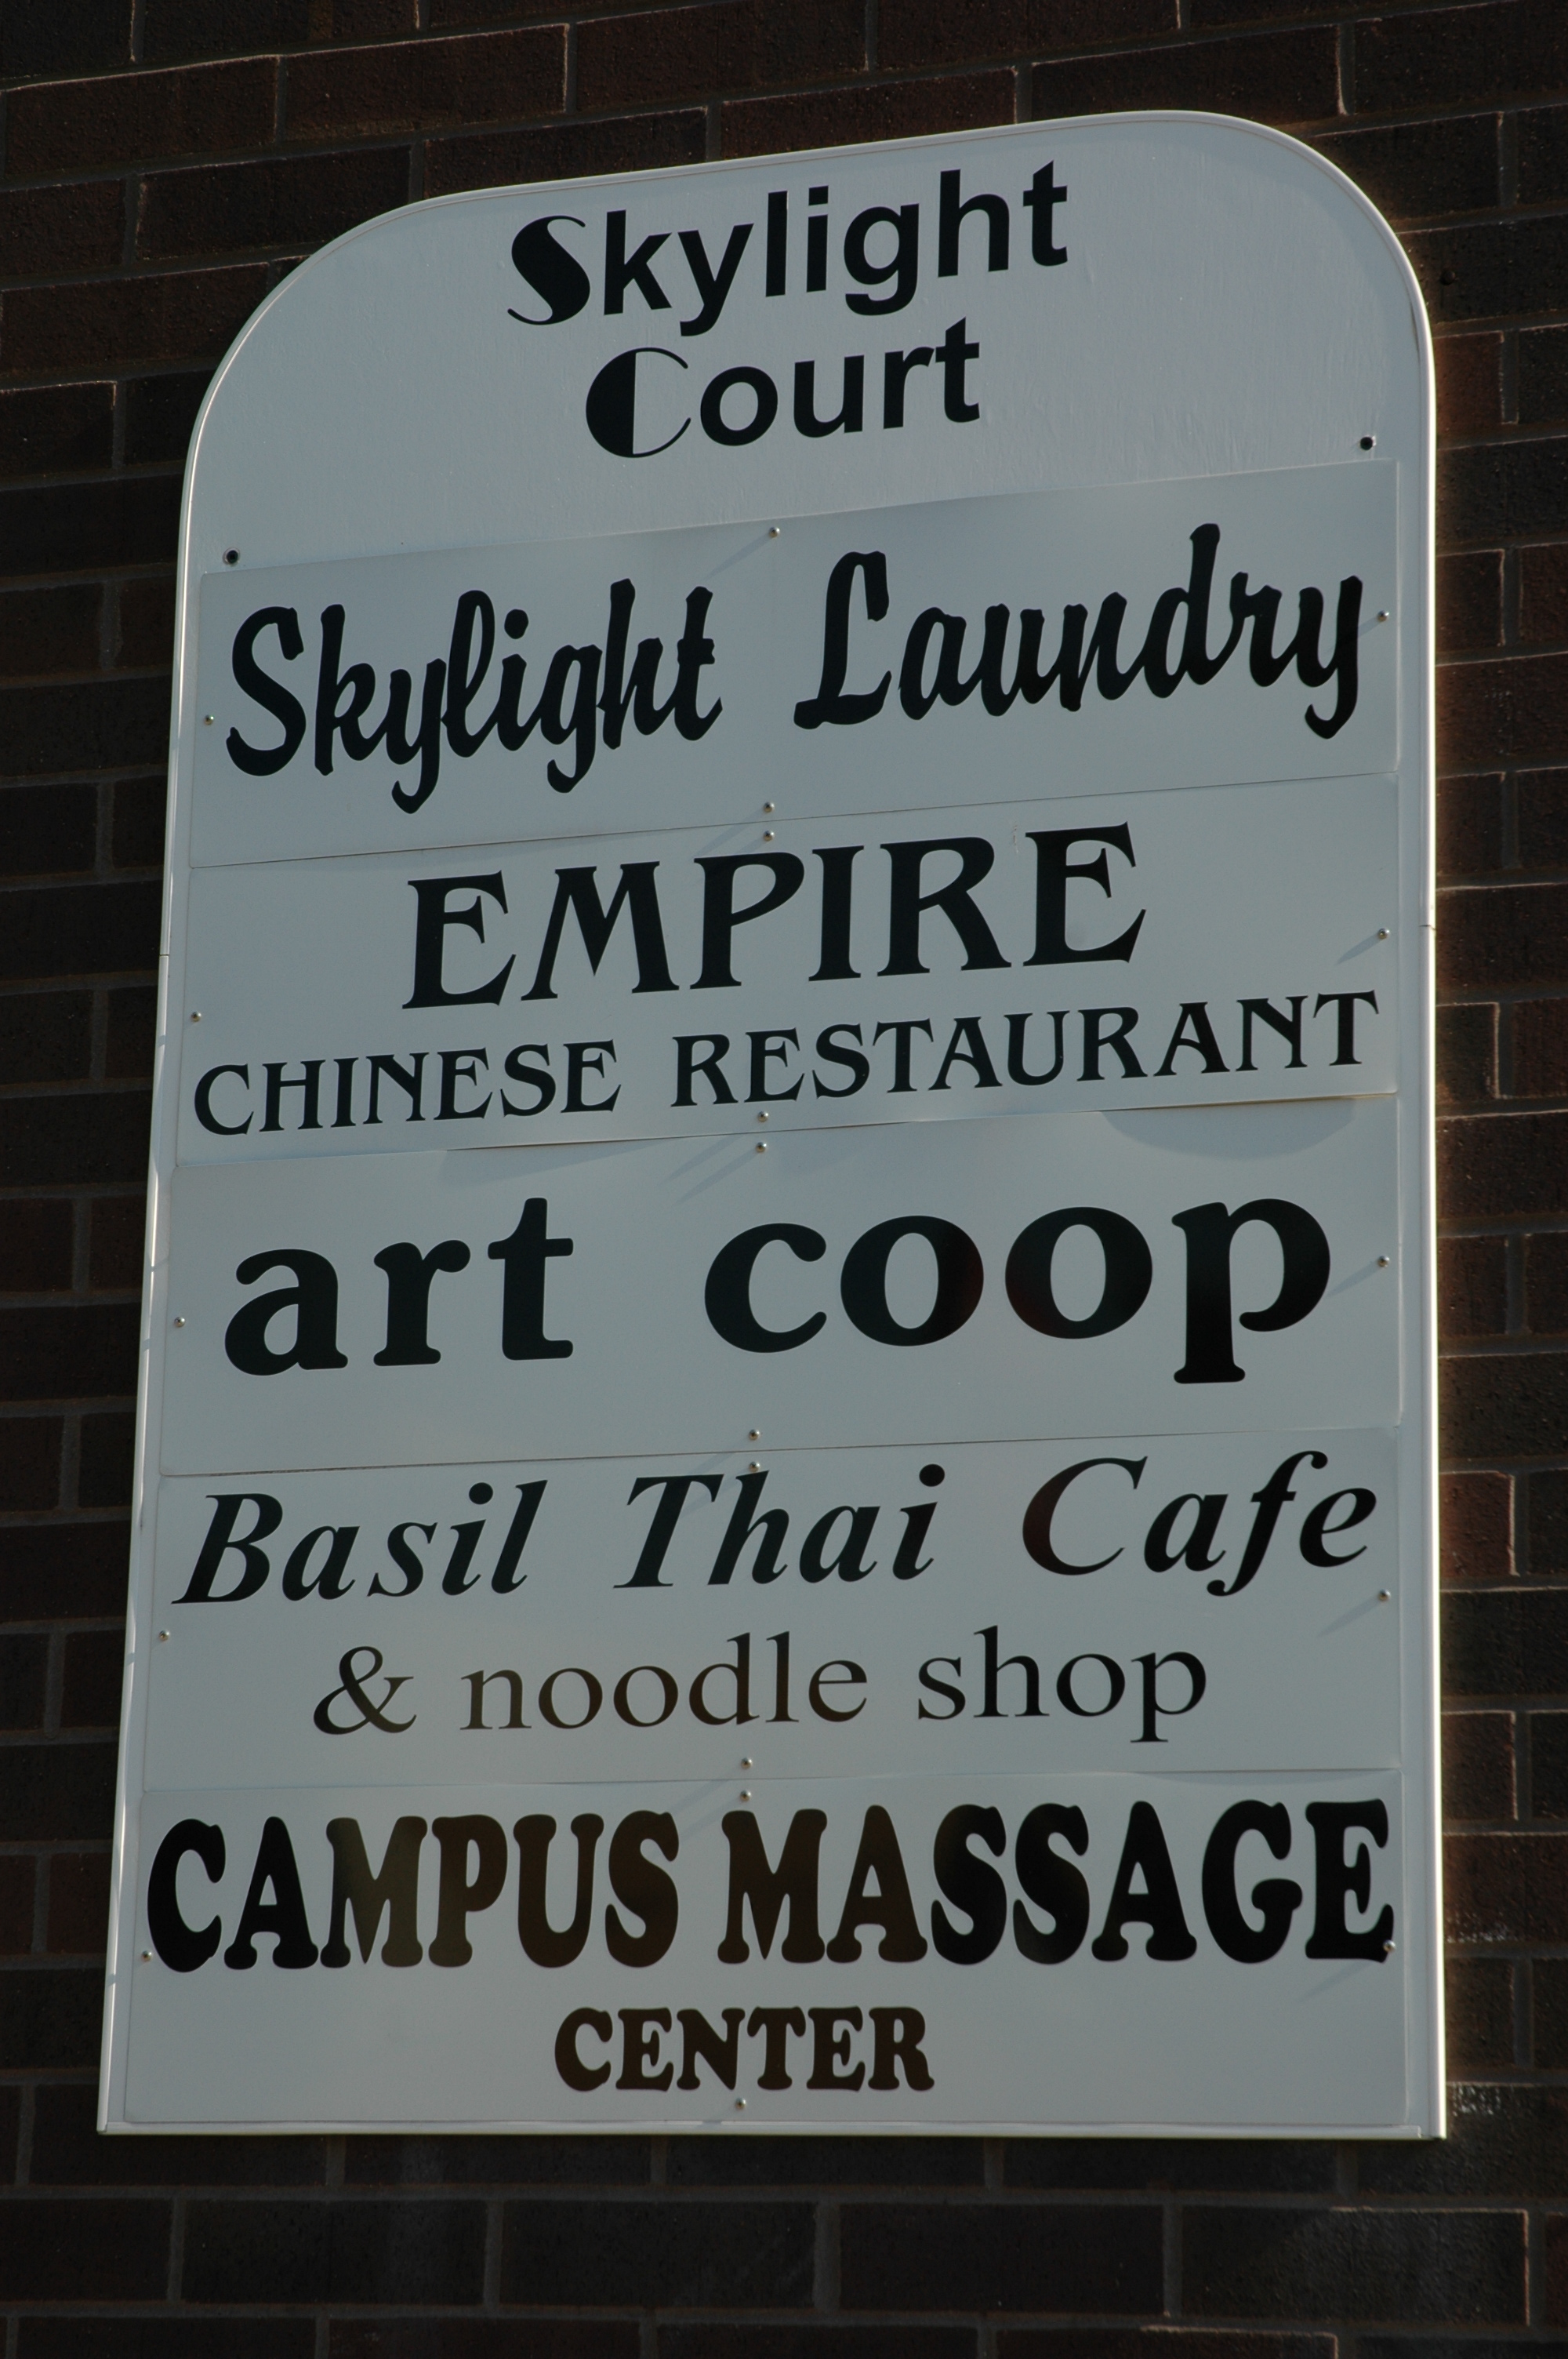 Skylight
Court
Skylight Laundry
EMPIRE
CHINESE RESTAURANT
art coop
Basil Thai Cafe
& noodle shop
CAMPUS MASSAGE
CENTER